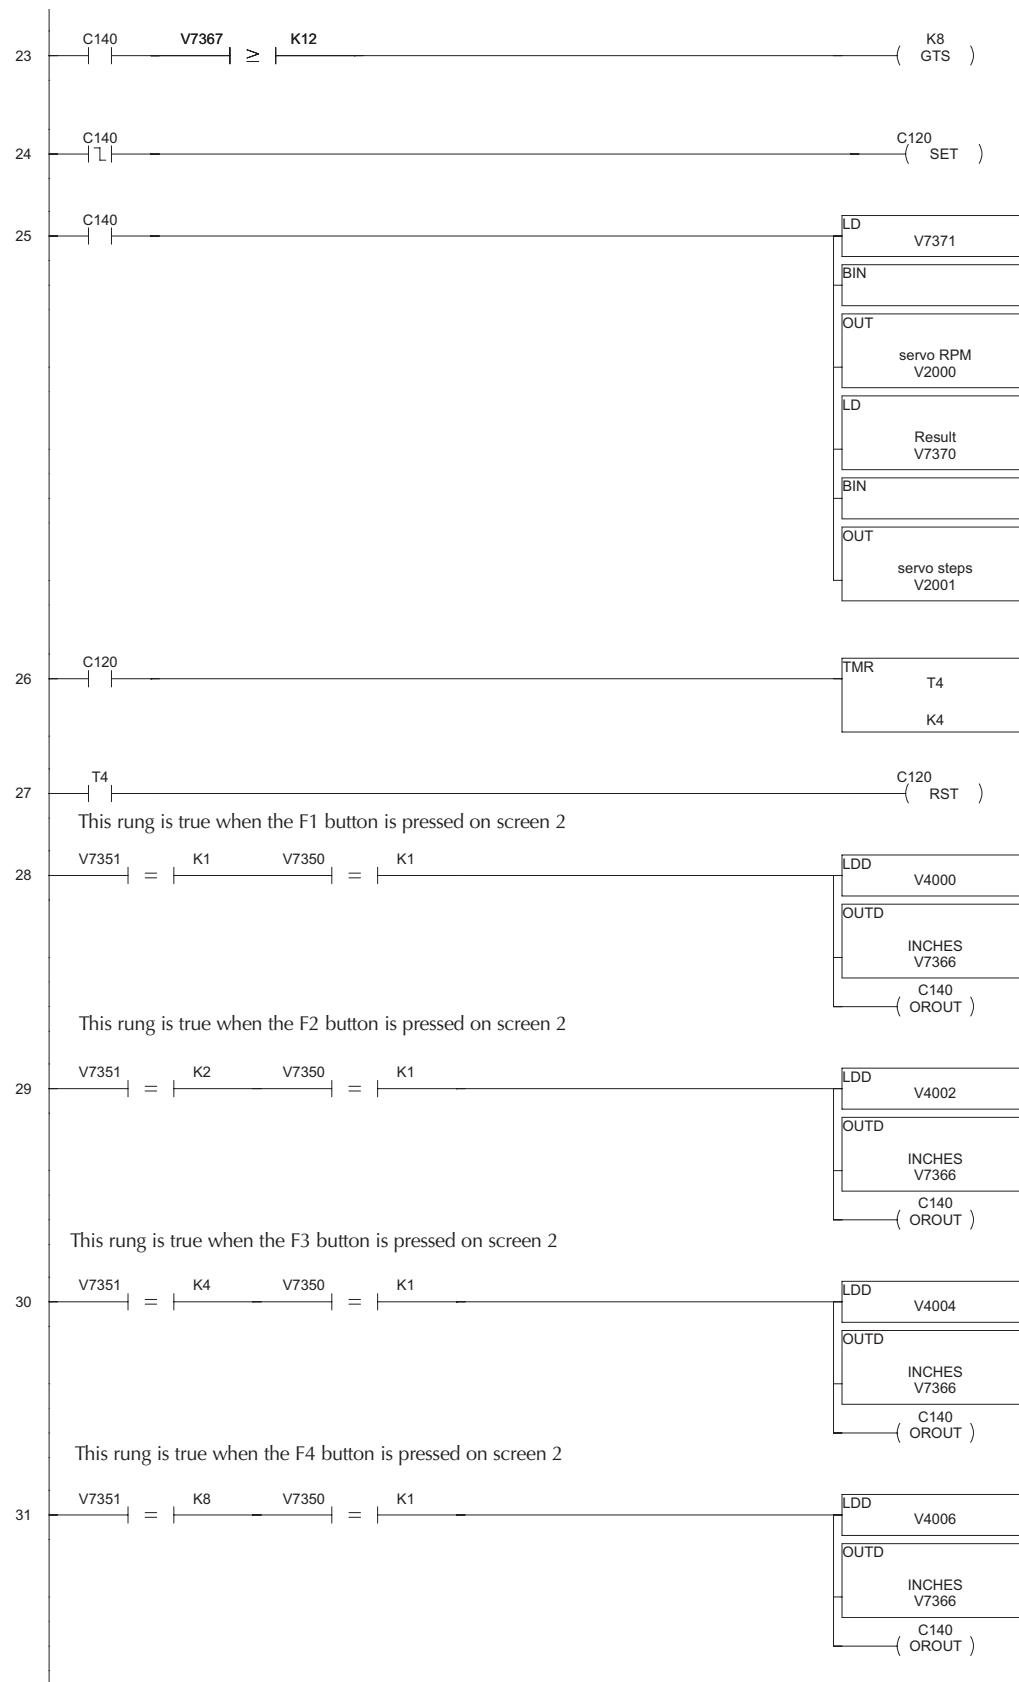 C140 V7367 K12 K8
23 ≥ GTS
C140 C120
24 SET
C140
25 LD
V7371
BIN
OUT
servo RPM
V2000
LD
Result
V7370
BIN
OUT
servo steps
V2001
C120
26 TMR
T4
K4
T4 C120
27 RST
This rung is true when the F1 button is pressed on screen 2
V7351 K1 V7350 K1
28 = = LDD
V4000
OUTD
INCHES
V7366
C140
OROUT
This rung is true when the F2 button is pressed on screen 2
V7351 K2 V7350 K1
29 = = LDD
V4002
OUTD
INCHES
V7366
C140
OROUT
This rung is true when the F3 button is pressed on screen 2
V7351 K4 V7350 K1
30 = = LDD
V4004
OUTD
INCHES
V7366
C140
OROUT
This rung is true when the F4 button is pressed on screen 2
V7351 K8 V7350 K1
31 = = LDD
V4006
OUTD
INCHES
V7366
C140
OROUT